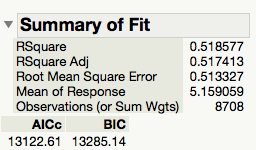 Summary of Fit
RSquare 0.518577
RSquare Adj 0.517413
Root Mean Square Error 0.513327
Mean of Response 5.159059
Observations (or Sum Wgts) 8708
AICc BIC
13122.61 13285.14